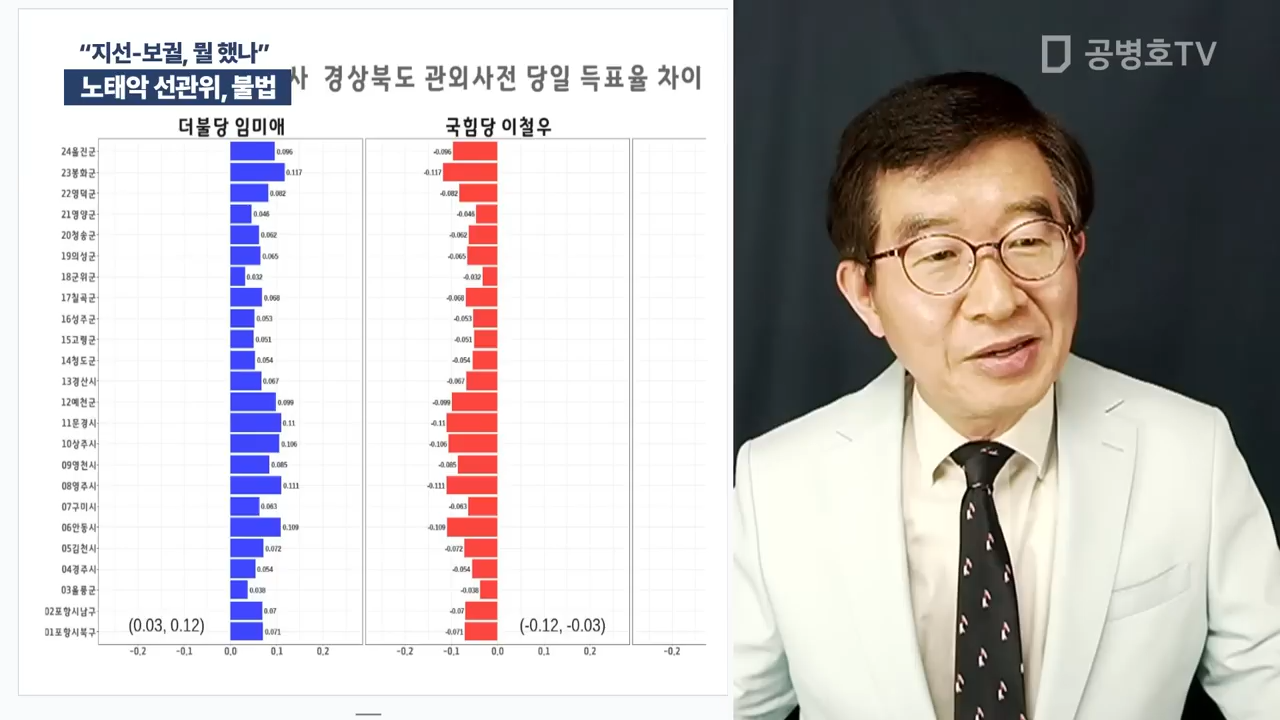 “지선-보궐, 뭘 했나”
노태악 선관위, 불법
사 경상북도 관외사전 당일 득표율 차이
공병호TV
더불당 임미애
국힘당 이철우
24울진군 0.096 -0.096
23봉화군 0.117 -0.117
22영덕군 0.082 -0.082
21영양군 0.046 -0.046
20청송군 0.062 -0.062
19의성군 0.065 -0.065
18군위군 0.032 -0.032
17칠곡군 0.068 -0.068
16성주군 0.053 -0.053
15고령군 0.051 -0.051
14청도군 0.054 -0.054
13경산시 0.067 -0.067
12예천군 0.099 -0.099
11문경시 0.11 -0.11
10상주시 0.106 -0.106
09영천시 0.085 -0.085
08영주시 0.111 -0.111
07구미시 0.063 -0.063
06안동시 0.109 -0.109
05김천시 0.072 -0.072
04경주시 0.054 -0.054
03울릉군 0.038 -0.038
02포항시남구 0.07 -0.07
01포항시북구 0.071 -0.071
(0.03, 0.12)
(-0.12, -0.03)
-0.2 -0.1 0.0 0.1 0.2 -0.2 -0.1 0.0 0.1 0.2 -0.2